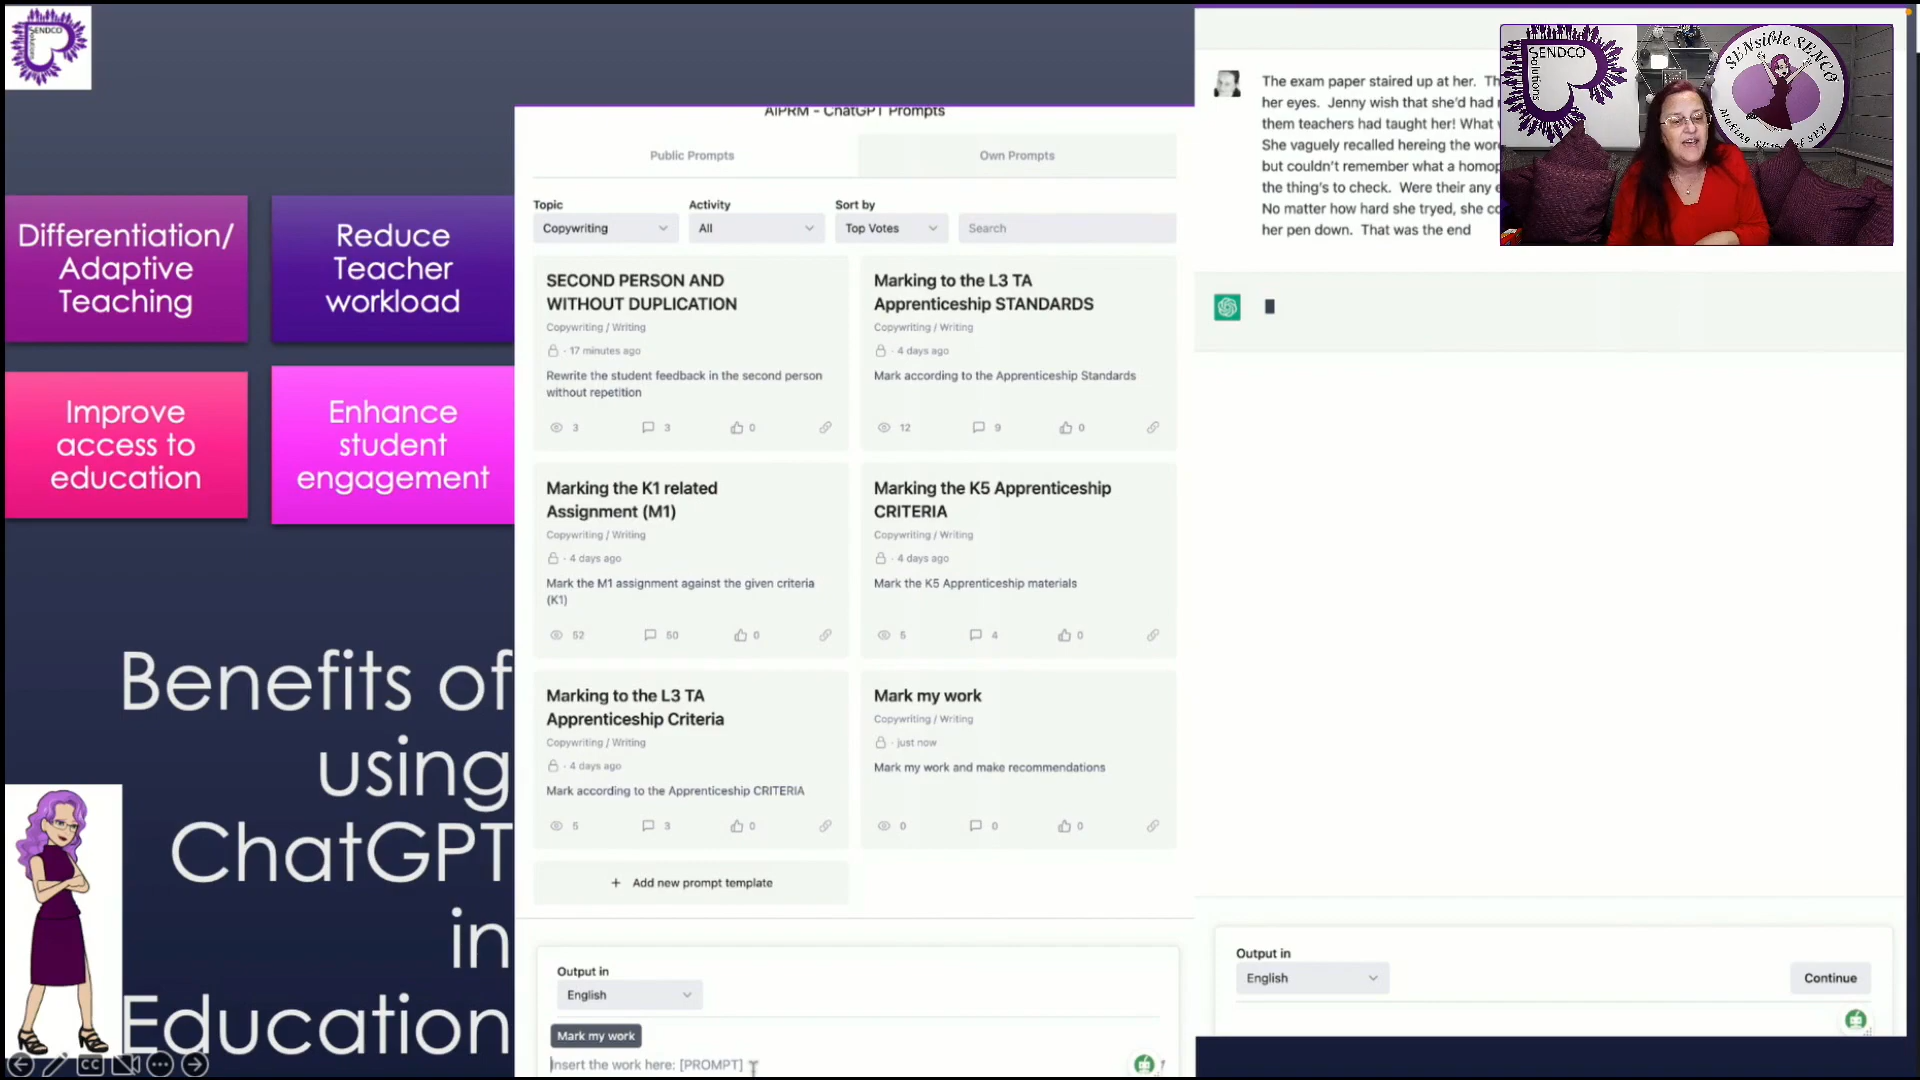 SENDCO
Solutions
Differentiation/
Adaptive
Teaching
Reduce
Teacher
workload
Improve
access to
education
Enhance
student
engagement
Benefits of
using
ChatGPT
in
Education
CC
AIPRM - ChatGPT Prompts
Public Prompts
Own Prompts
Topic
Activity
Sort by
Copywriting
All
Top Votes
Search
SECOND PERSON AND
WITHOUT DUPLICATION
Copywriting / Writing
· 17 minutes ago
Rewrite the student feedback in the second person
without repetition
3
3
0
Marking to the L3 TA
Apprenticeship STANDARDS
Copywriting / Writing
· 4 days ago
Mark according to the Apprenticeship Standards
12
9
0
Marking the K1 related
Assignment (M1)
Copywriting / Writing
· 4 days ago
Mark the M1 assignment against the given criteria
(K1)
52
50
0
Marking the K5 Apprenticeship
CRITERIA
Copywriting / Writing
· 4 days ago
Mark the K5 Apprenticeship materials
5
4
0
Marking to the L3 TA
Apprenticeship Criteria
Copywriting / Writing
· 4 days ago
Mark according to the Apprenticeship CRITERIA
5
3
0
Mark my work
Copywriting / Writing
· just now
Mark my work and make recommendations
0
0
0
+ Add new prompt template
Output in
English
Mark my work
Insert the work here: [PROMPT]
The exam paper staired up at her.
her eyes. Jenny wish that she'd had
them teachers had taught her! What
She vaguely recalled hereing the
but couldn't remember what a
the thing's to check. Were their any
No matter how hard she tryed, she
her pen down. That was the end
SENDCO
Solutions
SENsible SENCO
Making SENse of SEN
Output in
English
Continue